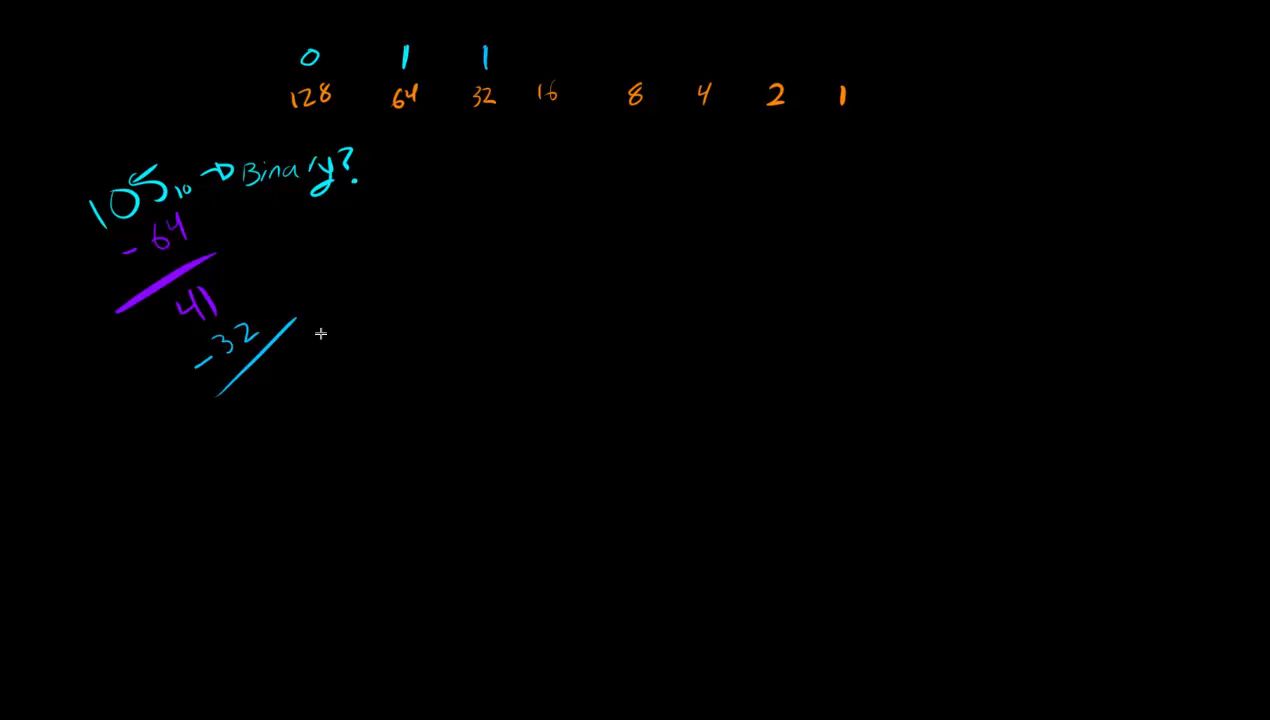 0 1 1
128 64 32 16 8 4 2 1
105₁₀ → Binary?
- 64
41
- 32